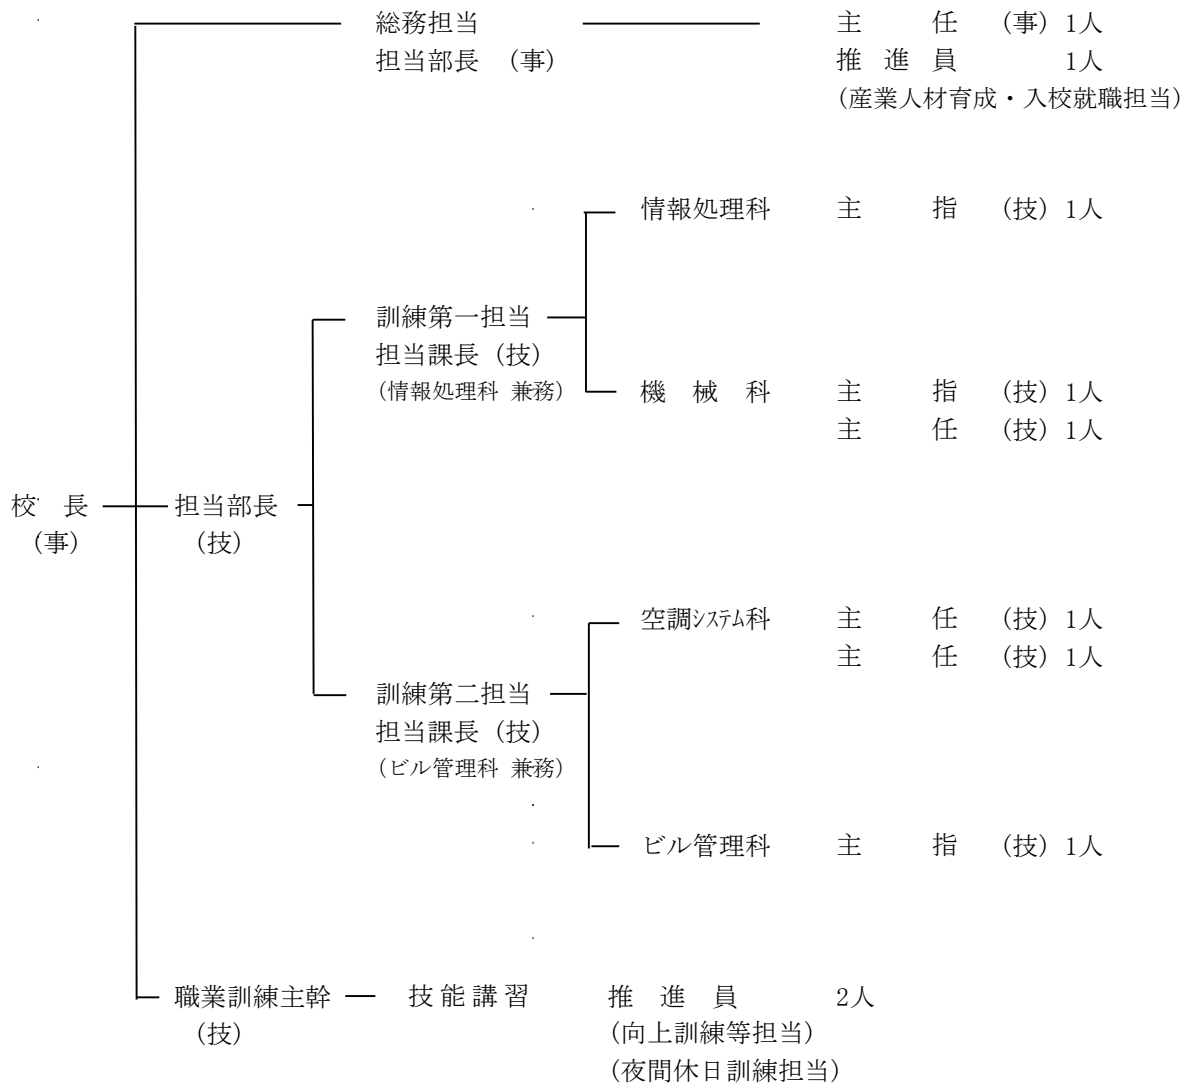 総務担当 主 任 （事） 1人
担当部長 （事） 推 進 員 1人
（産業人材育成・入校就職担当）
情報処理科 主 指 （技） 1人
訓練第一担当
担当課長（技）
（情報処理科 兼務） 機 械 科 主 指 （技） 1人
主 任 （技） 1人
校 長 担当部長
（事） （技）
空調システム科 主 任 （技） 1人
主 任 （技） 1人
訓練第二担当
担当課長（技）
（ビル管理科 兼務）
ビル管理科 主 指 （技） 1人
職業訓練主幹 技能講習 推 進 員 2人
（技） （向上訓練等担当）
（夜間休日訓練担当）